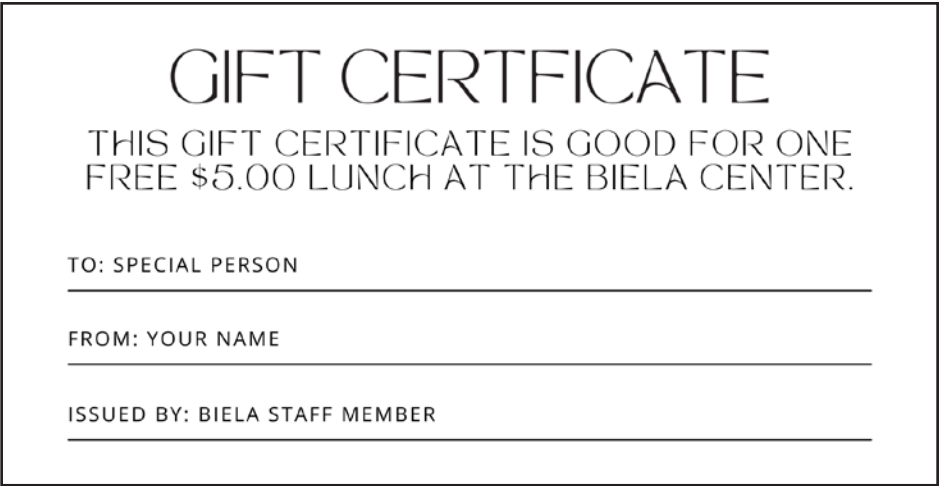 GIFT CERTFICATE
THIS GIFT CERTIFICATE IS GOOD FOR ONE
FREE $5.00 LUNCH AT THE BIELA CENTER.
TO: SPECIAL PERSON
FROM: YOUR NAME
ISSUED BY: BIELA STAFF MEMBER